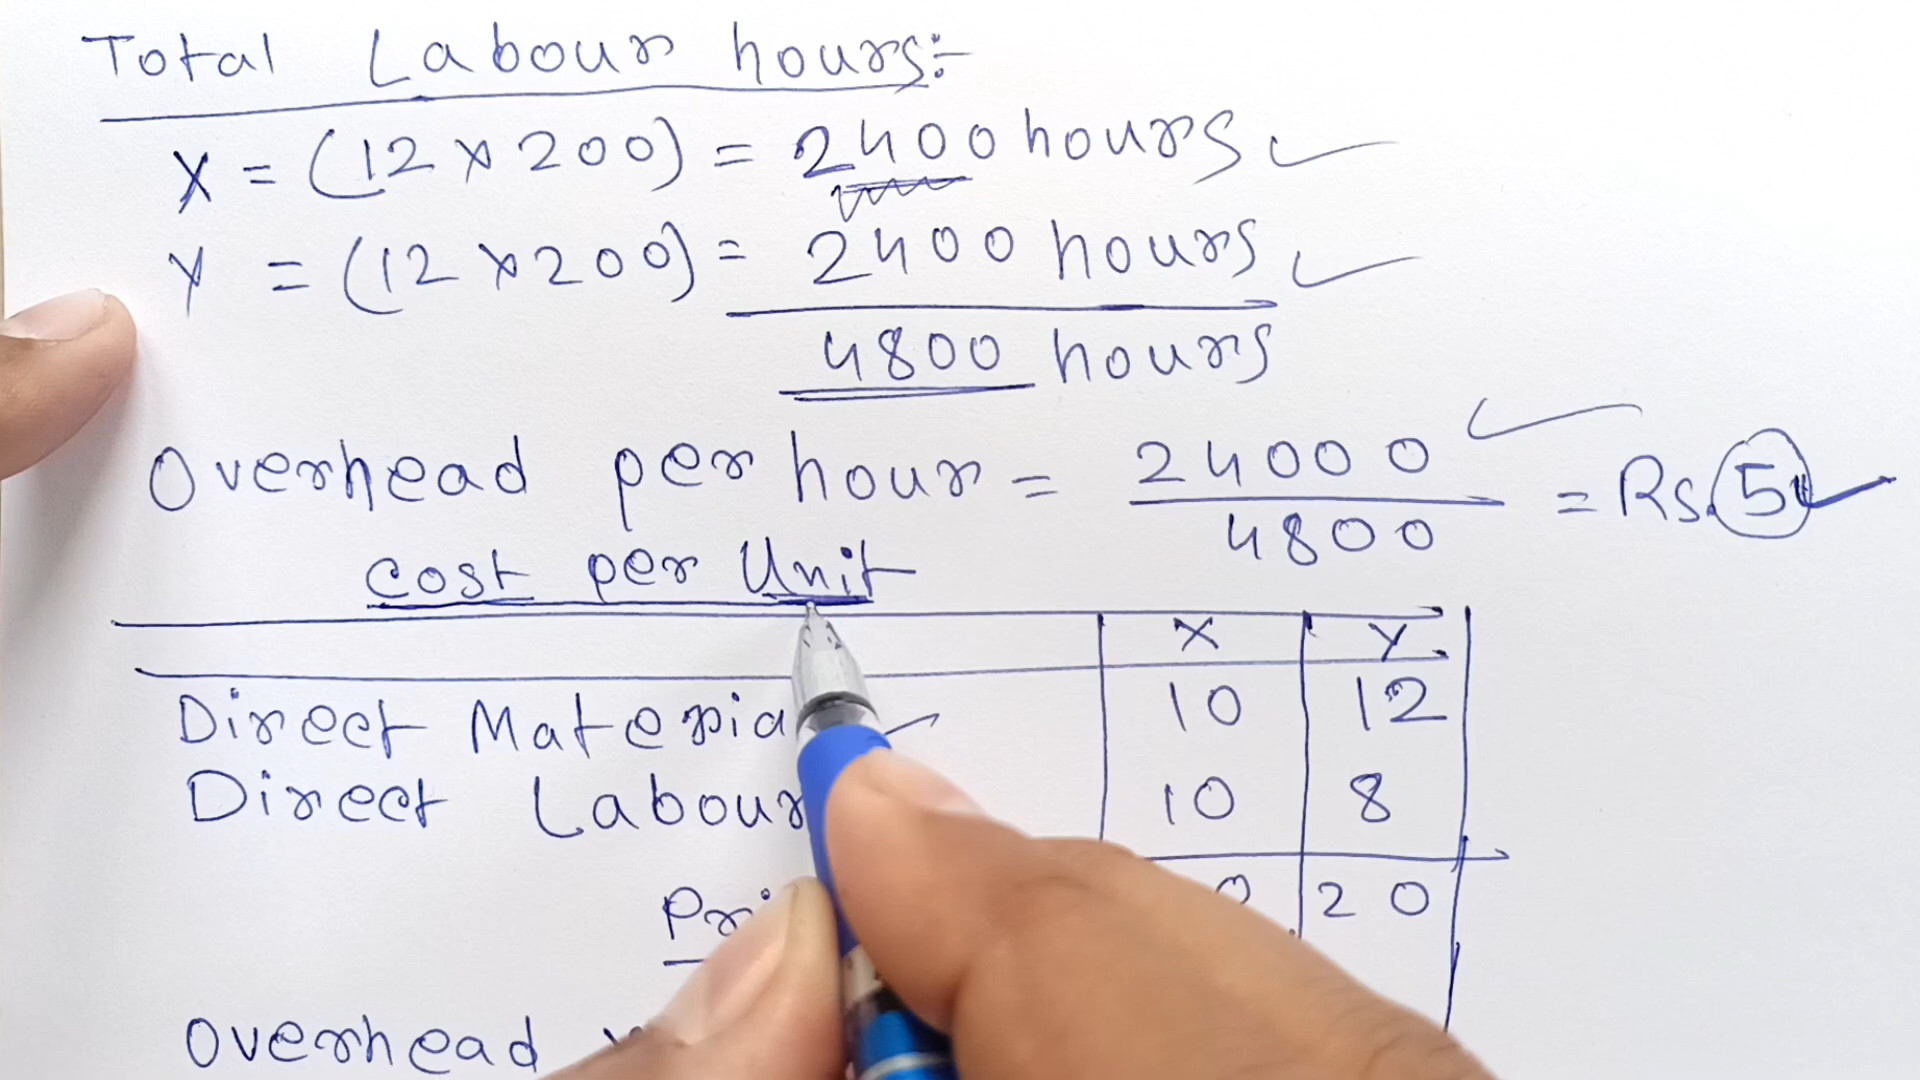 Total Labour hours:-
X = (12 x 200) = 2400 hours
Y = (12 x 200) = 2400 hours
4800 hours
Overhead per hour = 24000 / 4800 = Rs. 5
Cost per Unit
X Y
Direct Material 10 12
Direct Labour 10 8
20
Overhead